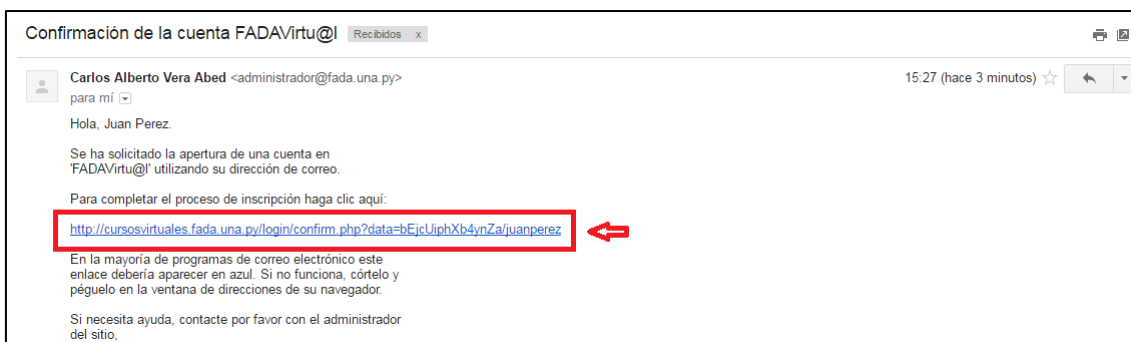 Confirmación de la cuenta FADAVirtu@l Recibidos x
Carlos Alberto Vera Abed <administrador@fada.una.py> 15:27 (hace 3 minutos)
para mí
Hola, Juan Perez.
Se ha solicitado la apertura de una cuenta en
'FADAVirtu@l' utilizando su dirección de correo.
Para completar el proceso de inscripción haga clic aquí:
http://cursosvirtuales.fada.una.py/login/confirm.php?data=bEjcUiphXb4ynZa/juanperez
En la mayoría de programas de correo electrónico este
enlace debería aparecer en azul. Si no funciona, córtelo y
péguelo en la ventana de direcciones de su navegador.
Si necesita ayuda, contacte por favor con el administrador
del sitio,